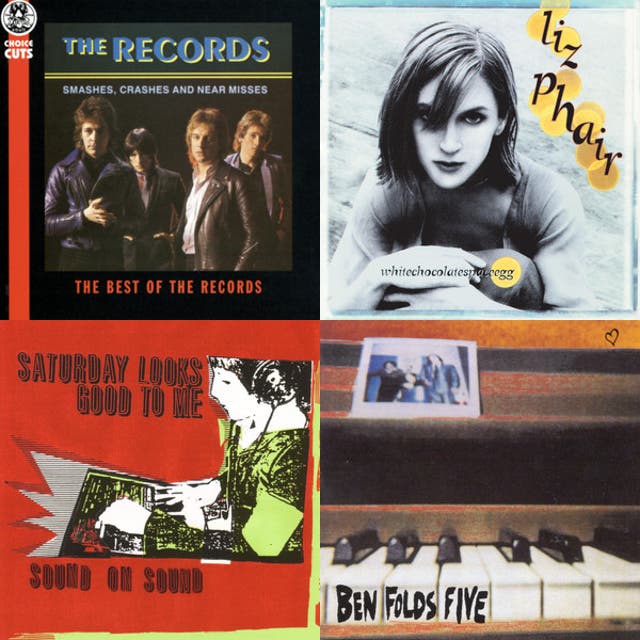 CHOICE
CUTS
THE RECORDS
SMASHES, CRASHES AND NEAR MISSES
THE BEST OF THE RECORDS
liz
phair
whitechocolatespaceegg
SATURDAY LOOKS
GOOD TO ME
SOUND ON SOUND
BEN FOLDS FIVE